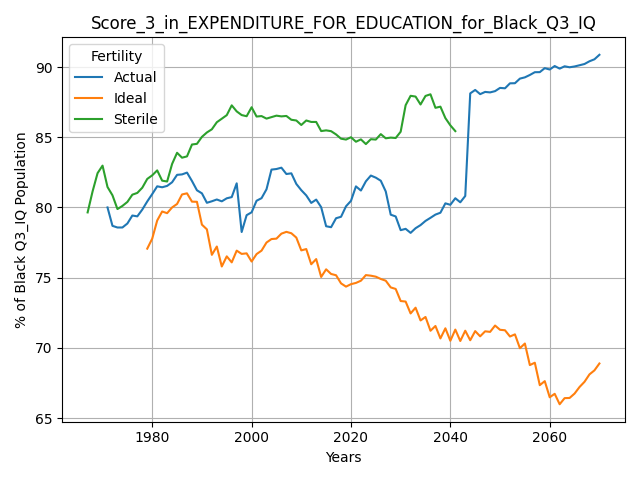 Score_3_in_EXPENDITURE_FOR_EDUCATION_for_Black_Q3_IQ
Fertility
Actual
Ideal
Sterile
% of Black Q3_IQ Population
90
85
80
75
70
65
1980
2000
2020
2040
2060
Years